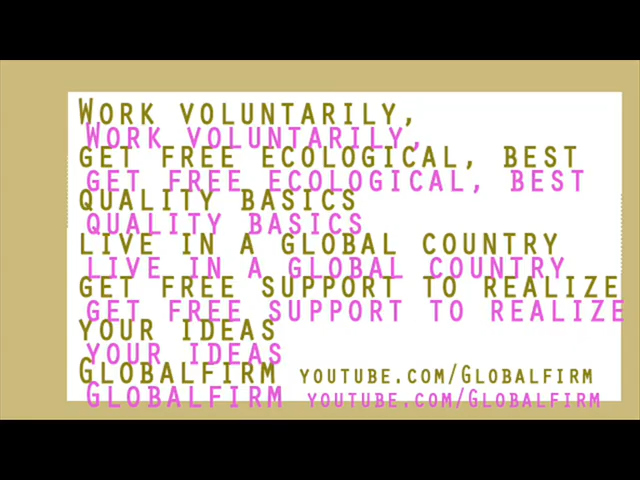 Work voluntarily,
Work voluntarily,
get free ecological, best
get free ecological, best
quality basics
quality basics
live in a global country
live in a global country
get free support to realize
get free support to realize
your ideas
your ideas
Globalfirm youtube.com/Globalfirm
Globalfirm youtube.com/Globalfirm